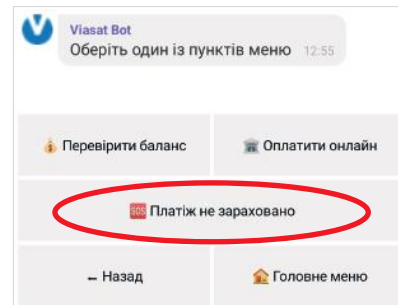 Viasat Bot
Оберіть один із пунктів меню 12:55
💰 Перевірити баланс
🏦 Оплатити онлайн
🆘 Платіж не зараховано
← Назад
🏠 Головне меню